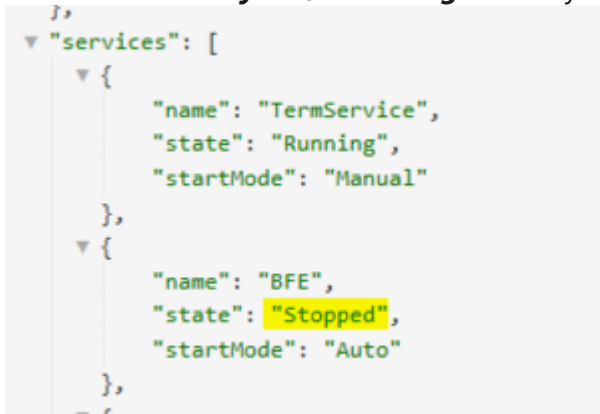 },
"services": [
{
"name": "TermService",
"state": "Running",
"startMode": "Manual"
},
{
"name": "BFE",
"state": "Stopped",
"startMode": "Auto"
},